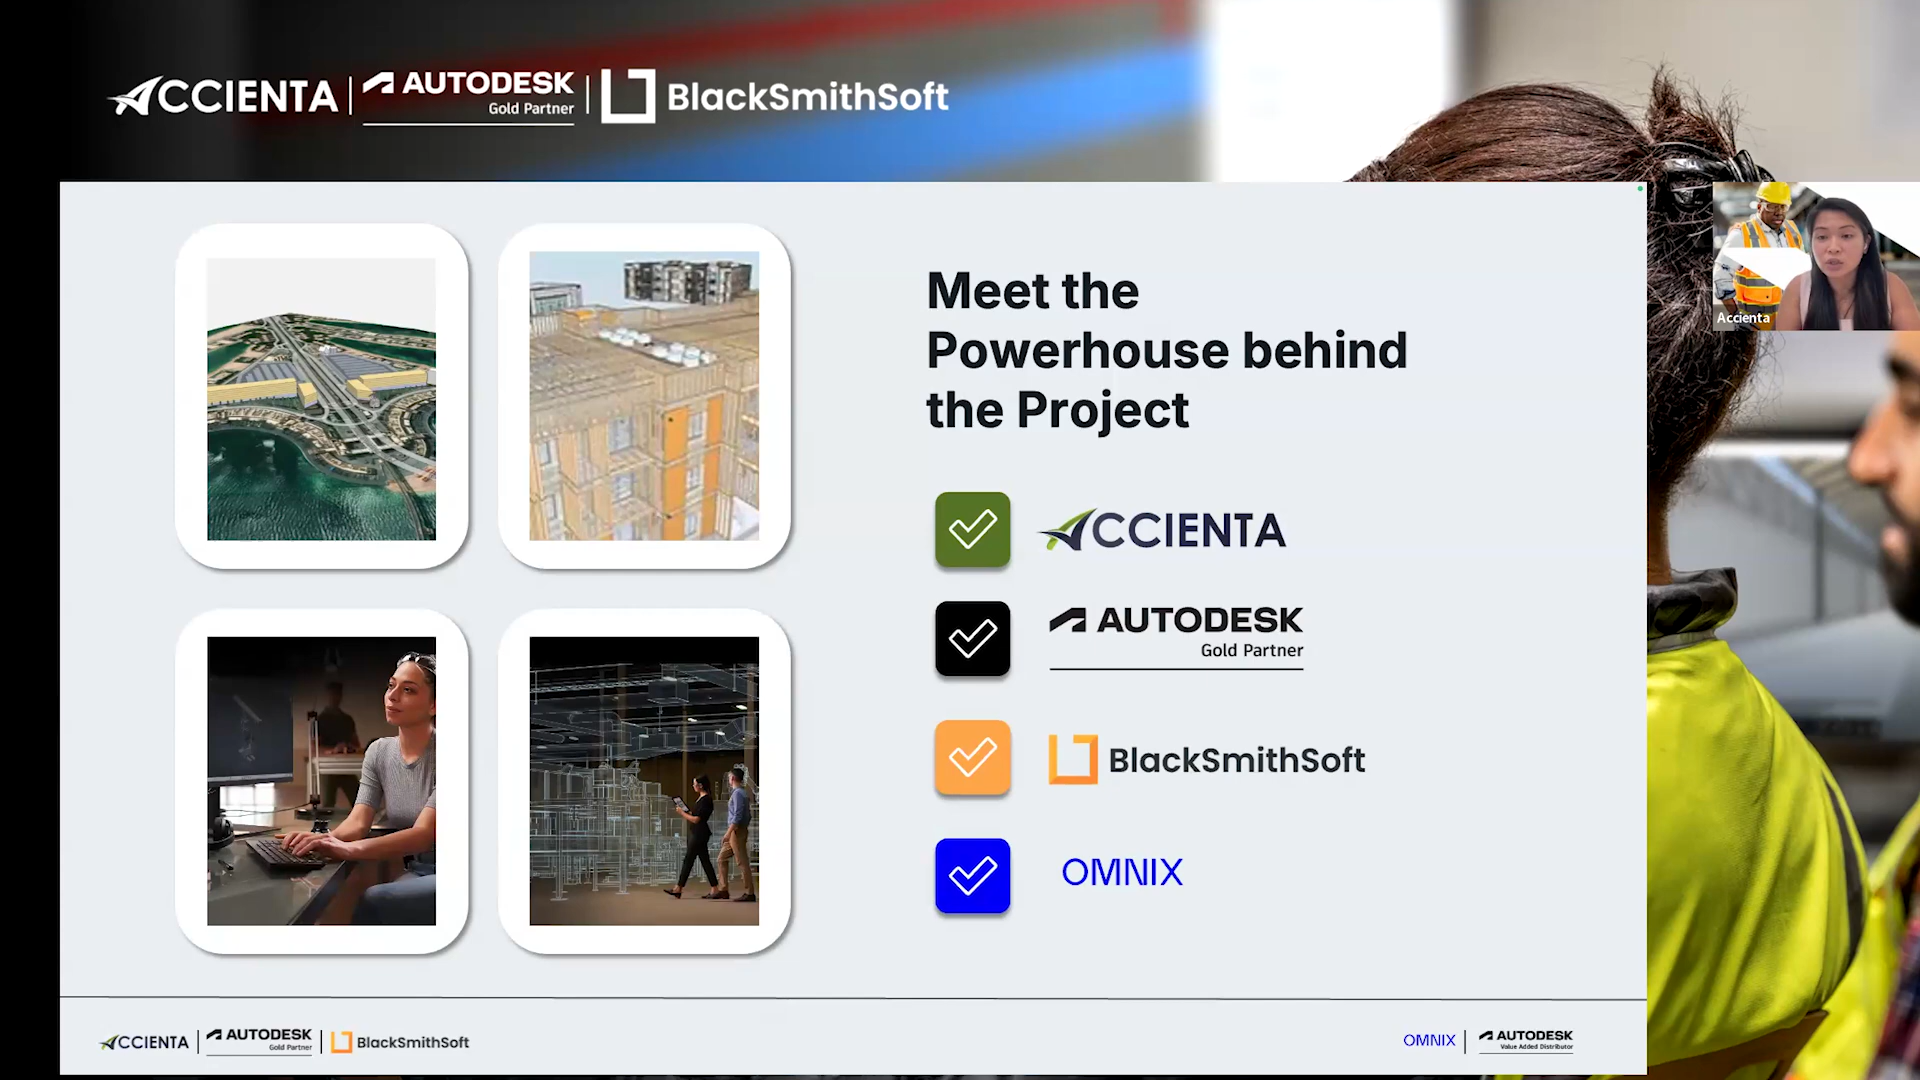 ACCIENTA
AUTODESK
Gold Partner
BlackSmithSoft
Accienta
Meet the
Powerhouse behind
the Project
ACCIENTA
AUTODESK
Gold Partner
BlackSmithSoft
OMNIX
ACCIENTA
AUTODESK
Gold Partner
BlackSmithSoft
OMNIX
AUTODESK
Value Added Distributor